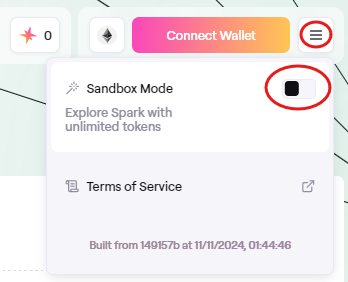 0
Connect Wallet
Sandbox Mode
Explore Spark with
unlimited tokens
Terms of Service
Built from 149157b at 11/11/2024, 01:44:46